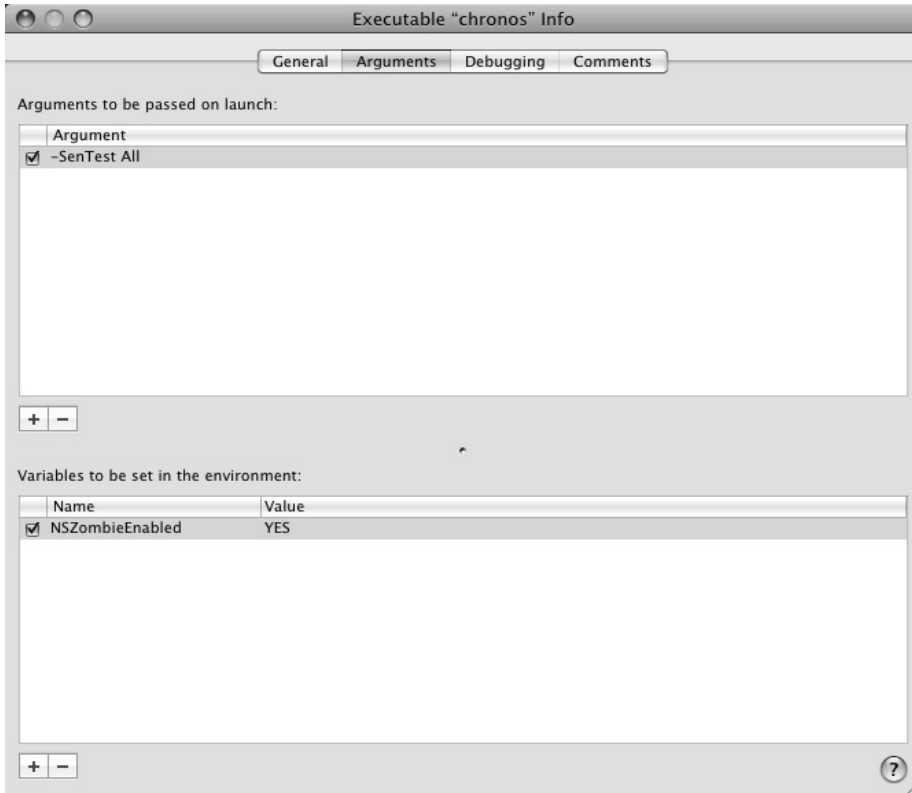 Executable “chronos” Info
General Arguments Debugging Comments
Arguments to be passed on launch:
Argument
-SenTest All
+ −
Variables to be set in the environment:
Name Value
NSZombieEnabled YES
+ −
?